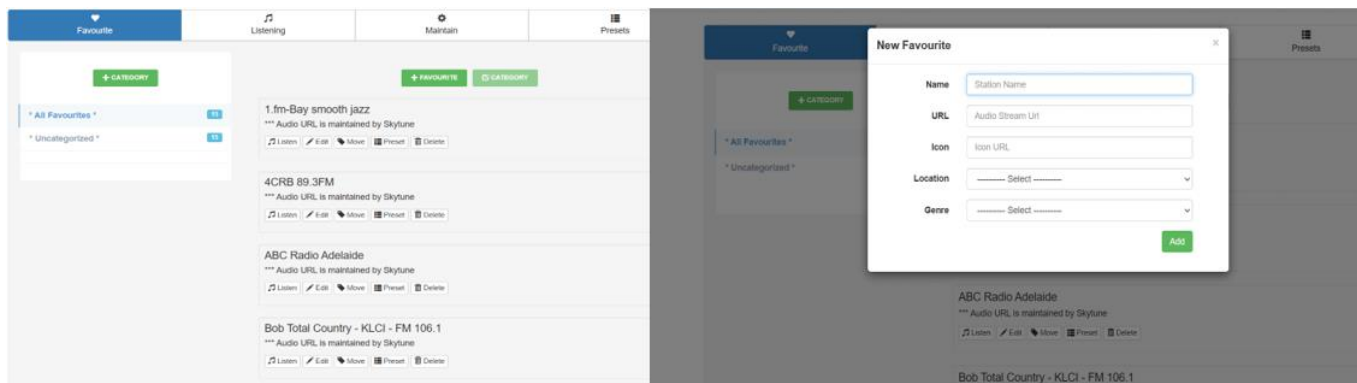 Favourite
Listening
Maintain
Presets
+ CATEGORY
* All Favourites *
* Uncategorized *
+ FAVOURITE
CATEGORY
1.fm-Bay smooth jazz
*** Audio URL is maintained by Skytune
Listen Edit Move Preset Delete
4CRB 89.3FM
*** Audio URL is maintained by Skytune
Listen Edit Move Preset Delete
ABC Radio Adelaide
*** Audio URL is maintained by Skytune
Listen Edit Move Preset Delete
Bob Total Country - KLCI - FM 106.1
*** Audio URL is maintained by Skytune
Listen Edit Move Preset Delete
Favourite
Presets
+ CATEGORY
* All Favourites *
* Uncategorized *
New Favourite ×
Name Station Name
URL Audio Stream Url
Icon Icon URL
Location ---------- Select ----------
Genre ---------- Select ----------
Add
ABC Radio Adelaide
*** Audio URL is maintained by Skytune
Listen Edit Move Preset Delete
Bob Total Country - KLCI - FM 106.1